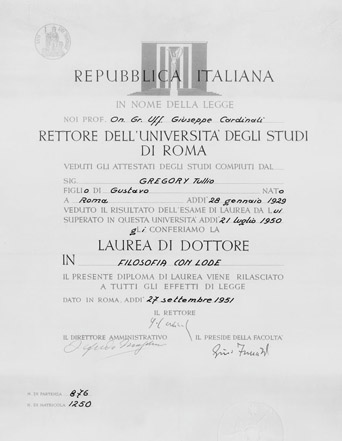 REPUBBLICA ITALIANA
IN NOME DELLA LEGGE
NOI PROF. On. Gr. Uff. Giuseppe Cardinali
RETTORE DELL'UNIVERSITA' DEGLI STUDI
DI ROMA
VEDUTI GLI ATTESTATI DEGLI STUDI COMPIUTI DAL
SIG. GREGORY Tullio
FIGLIO DI Gustavo NATO
A Roma ADDI' 28 gennaio 1929
VEDUTO IL RISULTATO DELL'ESAME DI LAUREA DA Lui
SUPERATO IN QUESTA UNIVERSITÀ ADDI' 21 luglio 1950
gli CONFERIAMO LA
LAUREA DI DOTTORE
IN FILOSOFIA CON LODE
IL PRESENTE DIPLOMA DI LAUREA VIENE RILASCIATO
A TUTTI GLI EFFETTI DI LEGGE
DATO IN ROMA, ADDI' 27 settembre 1951
IL RETTORE
IL DIRETTORE AMMINISTRATIVO IL PRESIDE DELLA FACOLTA'
N. DI PARTENZA 876
N. DI MATRICOLA 1250